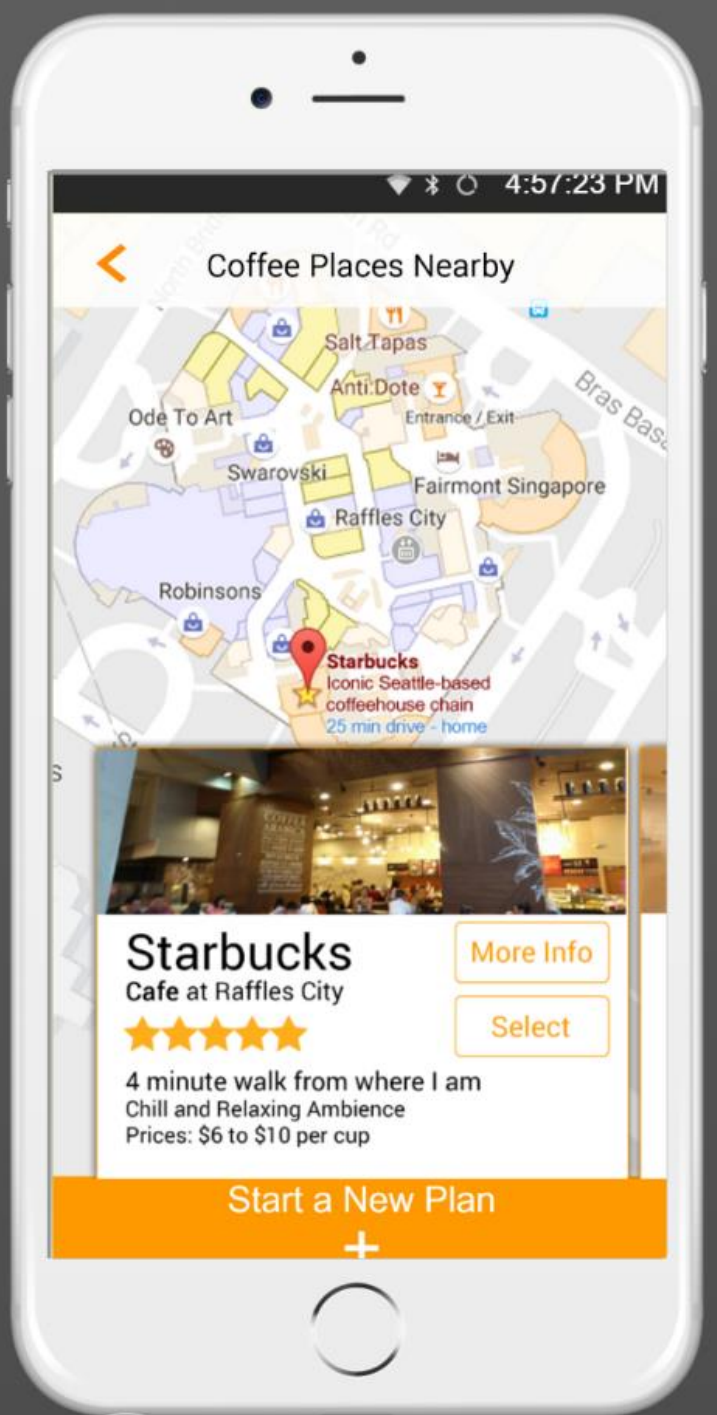 4:57:23 PM
Coffee Places Nearby
Salt Tapas
Anti:Dote
Ode To Art
Entrance / Exit
Bras Basa
Swarovski
Fairmont Singapore
Raffles City
Robinsons
Starbucks
Iconic Seattle-based
coffeehouse chain
25 min drive - home
s
COFFEE
ARABICA
Starbucks
More Info
Cafe at Raffles City
Select
4 minute walk from where I am
Chill and Relaxing Ambience
Prices: $6 to $10 per cup
Start a New Plan
+